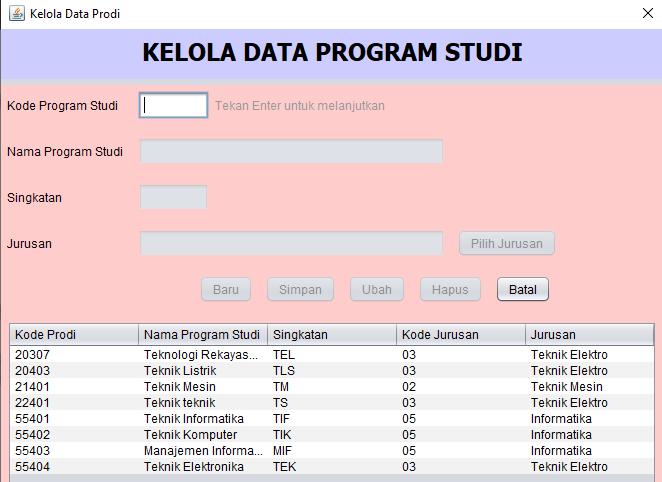 Kelola Data Prodi
KELOLA DATA PROGRAM STUDI
Kode Program Studi Tekan Enter untuk melanjutkan
Nama Program Studi
Singkatan
Jurusan Pilih Jurusan
Baru Simpan Ubah Hapus Batal
Kode Prodi Nama Program Studi Singkatan Kode Jurusan Jurusan
20307 Teknologi Rekayas... TEL 03 Teknik Elektro
20403 Teknik Listrik TLS 03 Teknik Elektro
21401 Teknik Mesin TM 02 Teknik Mesin
22401 Teknik teknik TS 03 Teknik Elektro
55401 Teknik Informatika TIF 05 Informatika
55402 Teknik Komputer TIK 05 Informatika
55403 Manajemen Informa... MIF 05 Informatika
55404 Teknik Elektronika TEK 03 Teknik Elektro